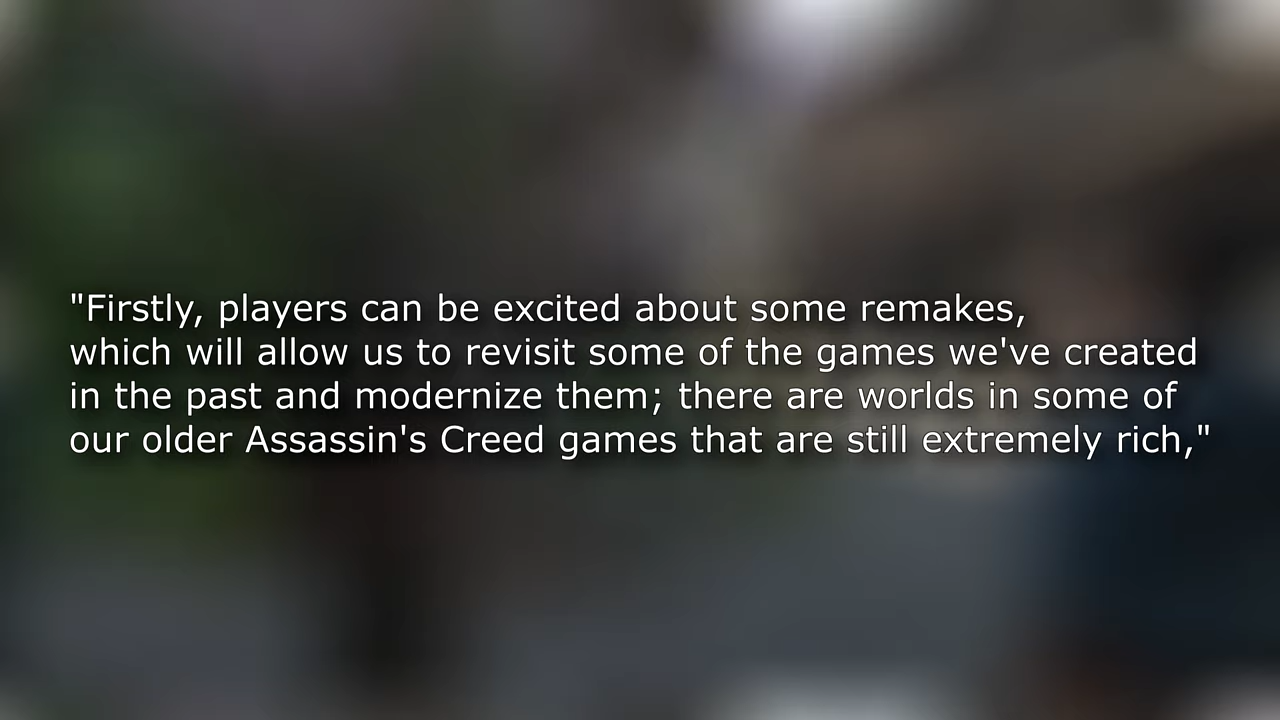 "Firstly, players can be excited about some remakes,
which will allow us to revisit some of the games we've created
in the past and modernize them; there are worlds in some of
our older Assassin's Creed games that are still extremely rich,"